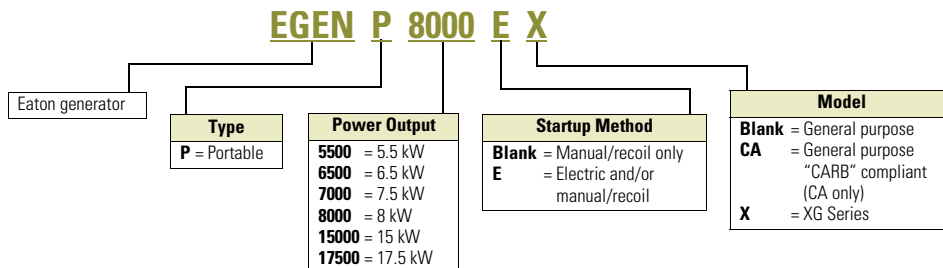 EGEN P 8000 E X
Eaton generator
Type
P = Portable
Power Output
5500 = 5.5 kW
6500 = 6.5 kW
7000 = 7.5 kW
8000 = 8 kW
15000 = 15 kW
17500 = 17.5 kW
Startup Method
Blank = Manual/recoil only
E = Electric and/or
manual/recoil
Model
Blank = General purpose
CA = General purpose
“CARB” compliant
(CA only)
X = XG Series